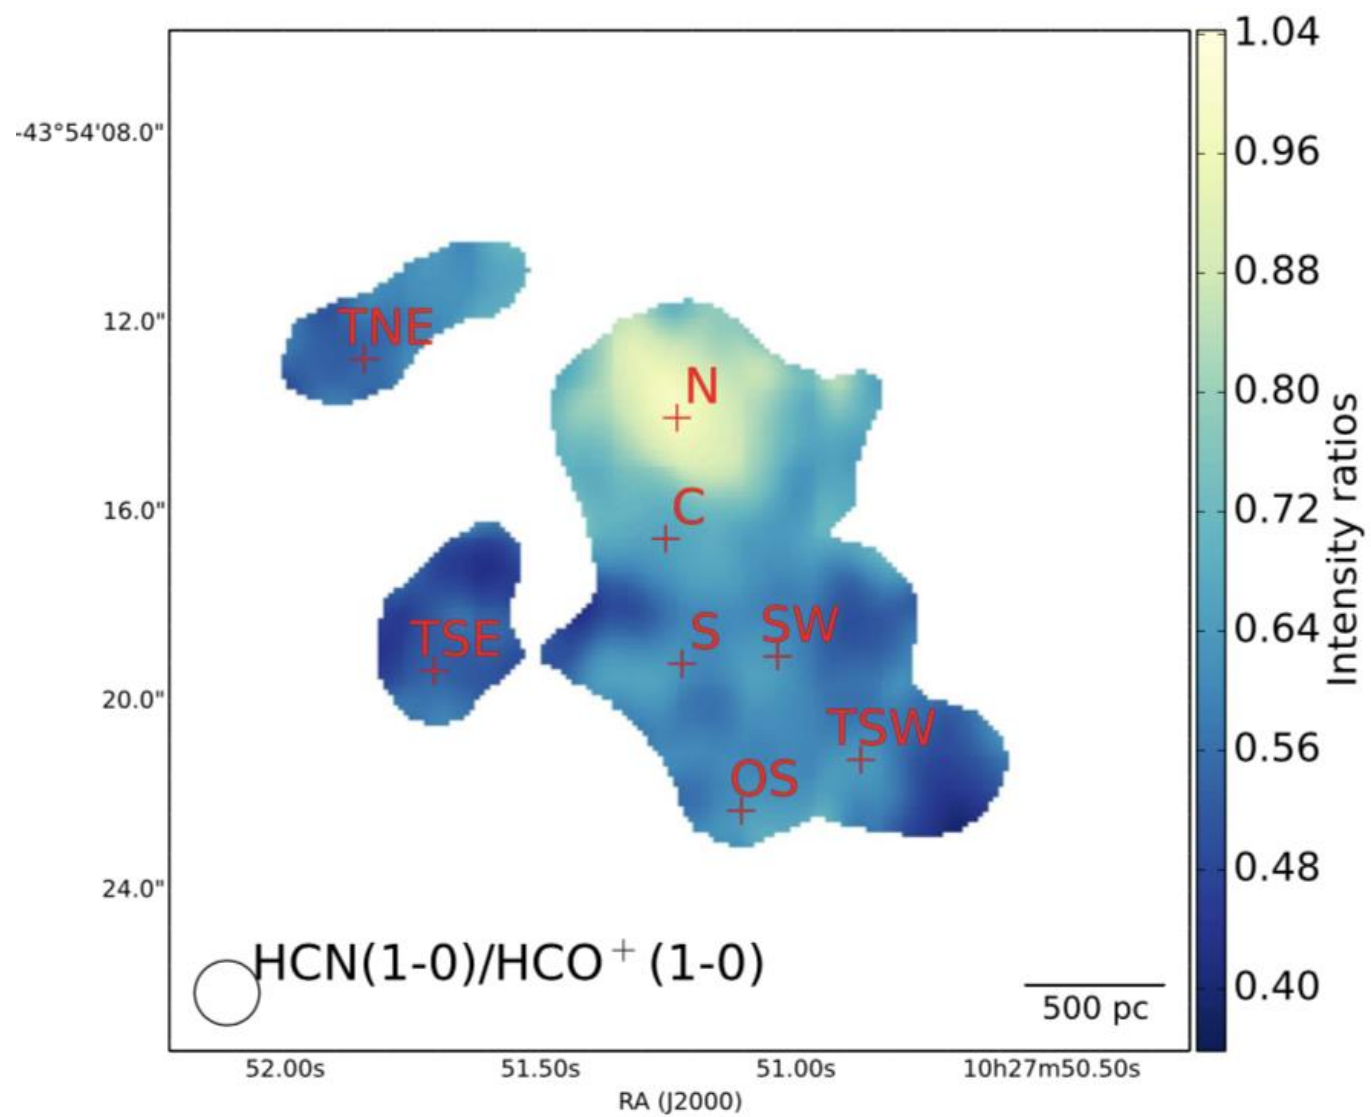 1.04
-43°54'08.0"
0.96
0.88
TNE
12.0"
N
0.80
Intensity ratios
C
16.0"
0.72
TSE
S
SW
0.64
20.0"
TSW
0.56
OS
24.0"
0.48
HCN(1-0)/HCO⁺(1-0)
0.40
500 pc
52.00s 51.50s 51.00s 10h27m50.50s
RA (J2000)